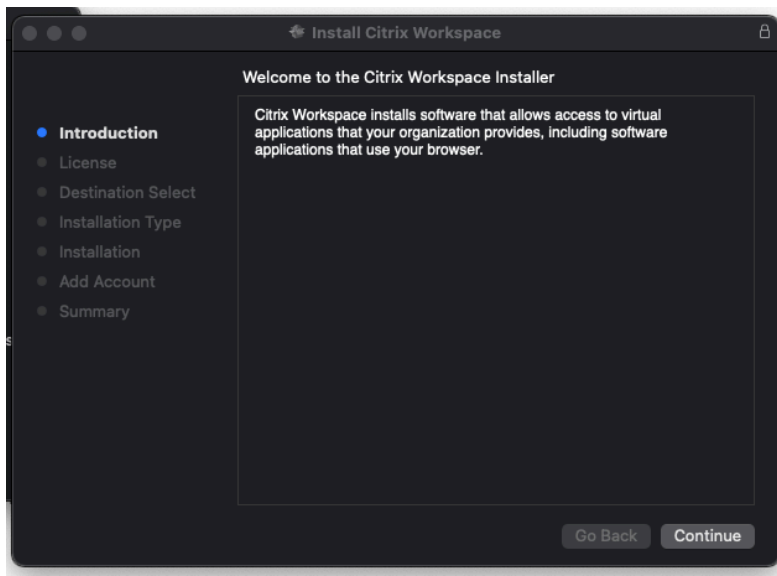 Install Citrix Workspace
Welcome to the Citrix Workspace Installer
Introduction
License
Destination Select
Installation Type
Installation
Add Account
Summary
Citrix Workspace installs software that allows access to virtual
applications that your organization provides, including software
applications that use your browser.
s
Go Back
Continue